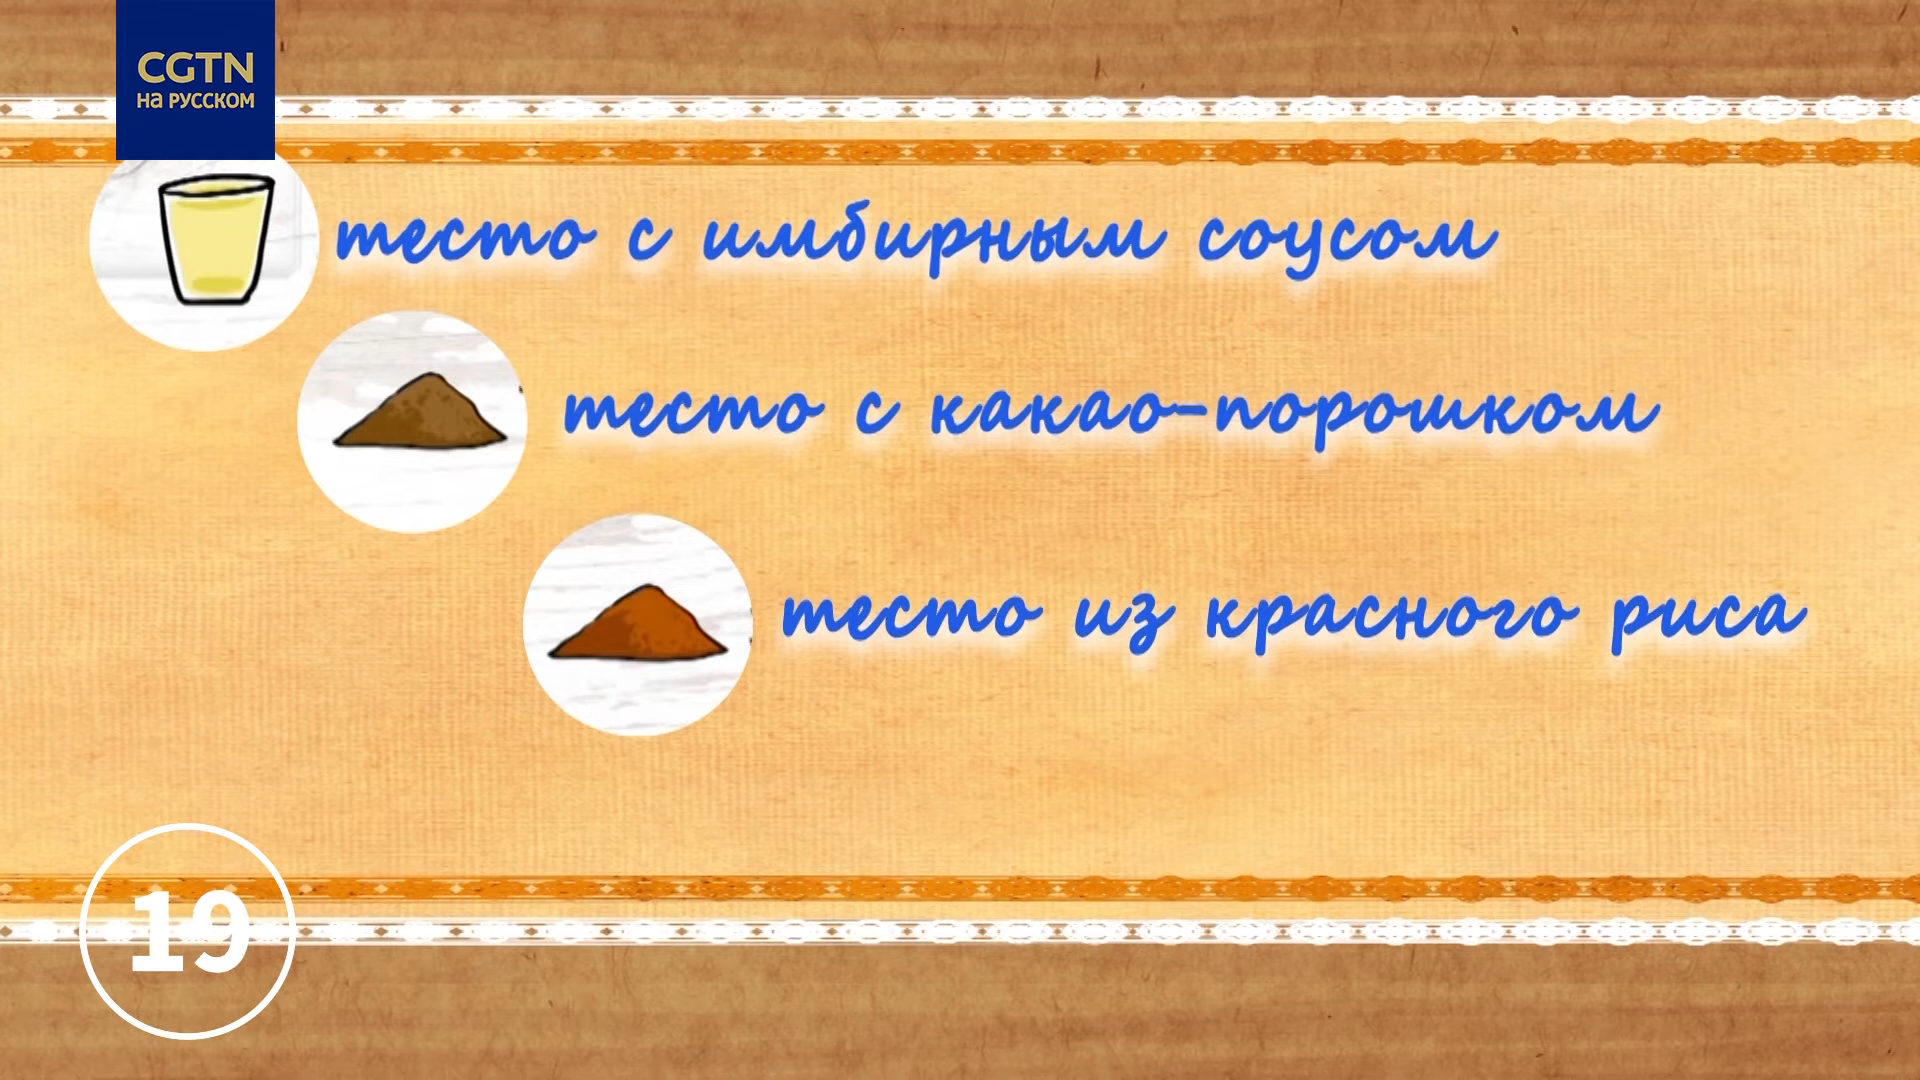 CGTN
на русском
тесто с имбирным соусом
тесто с какао-порошком
тесто из красного риса
19